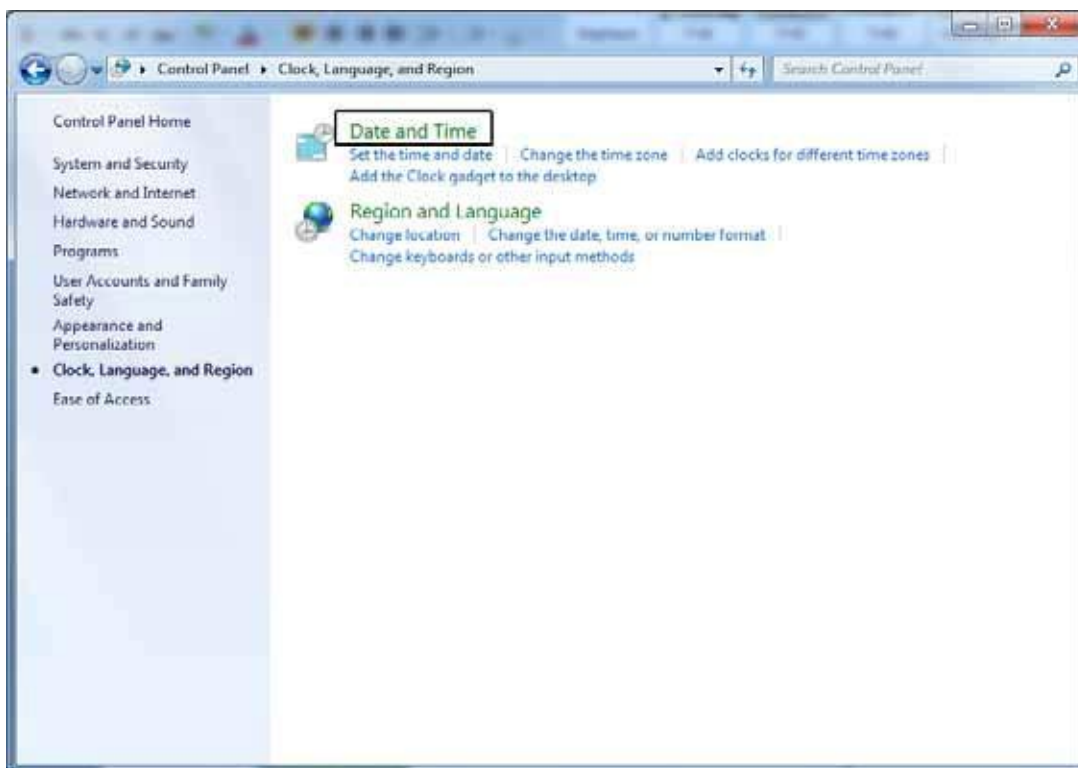 Control Panel Clock, Language, and Region
Search Control Panel
Control Panel Home
System and Security
Network and Internet
Hardware and Sound
Programs
User Accounts and Family
Safety
Appearance and
Personalization
Clock, Language, and Region
Ease of Access
Date and Time
Set the time and date Change the time zone Add clocks for different time zones
Add the Clock gadget to the desktop
Region and Language
Change location Change the date, time, or number format
Change keyboards or other input methods